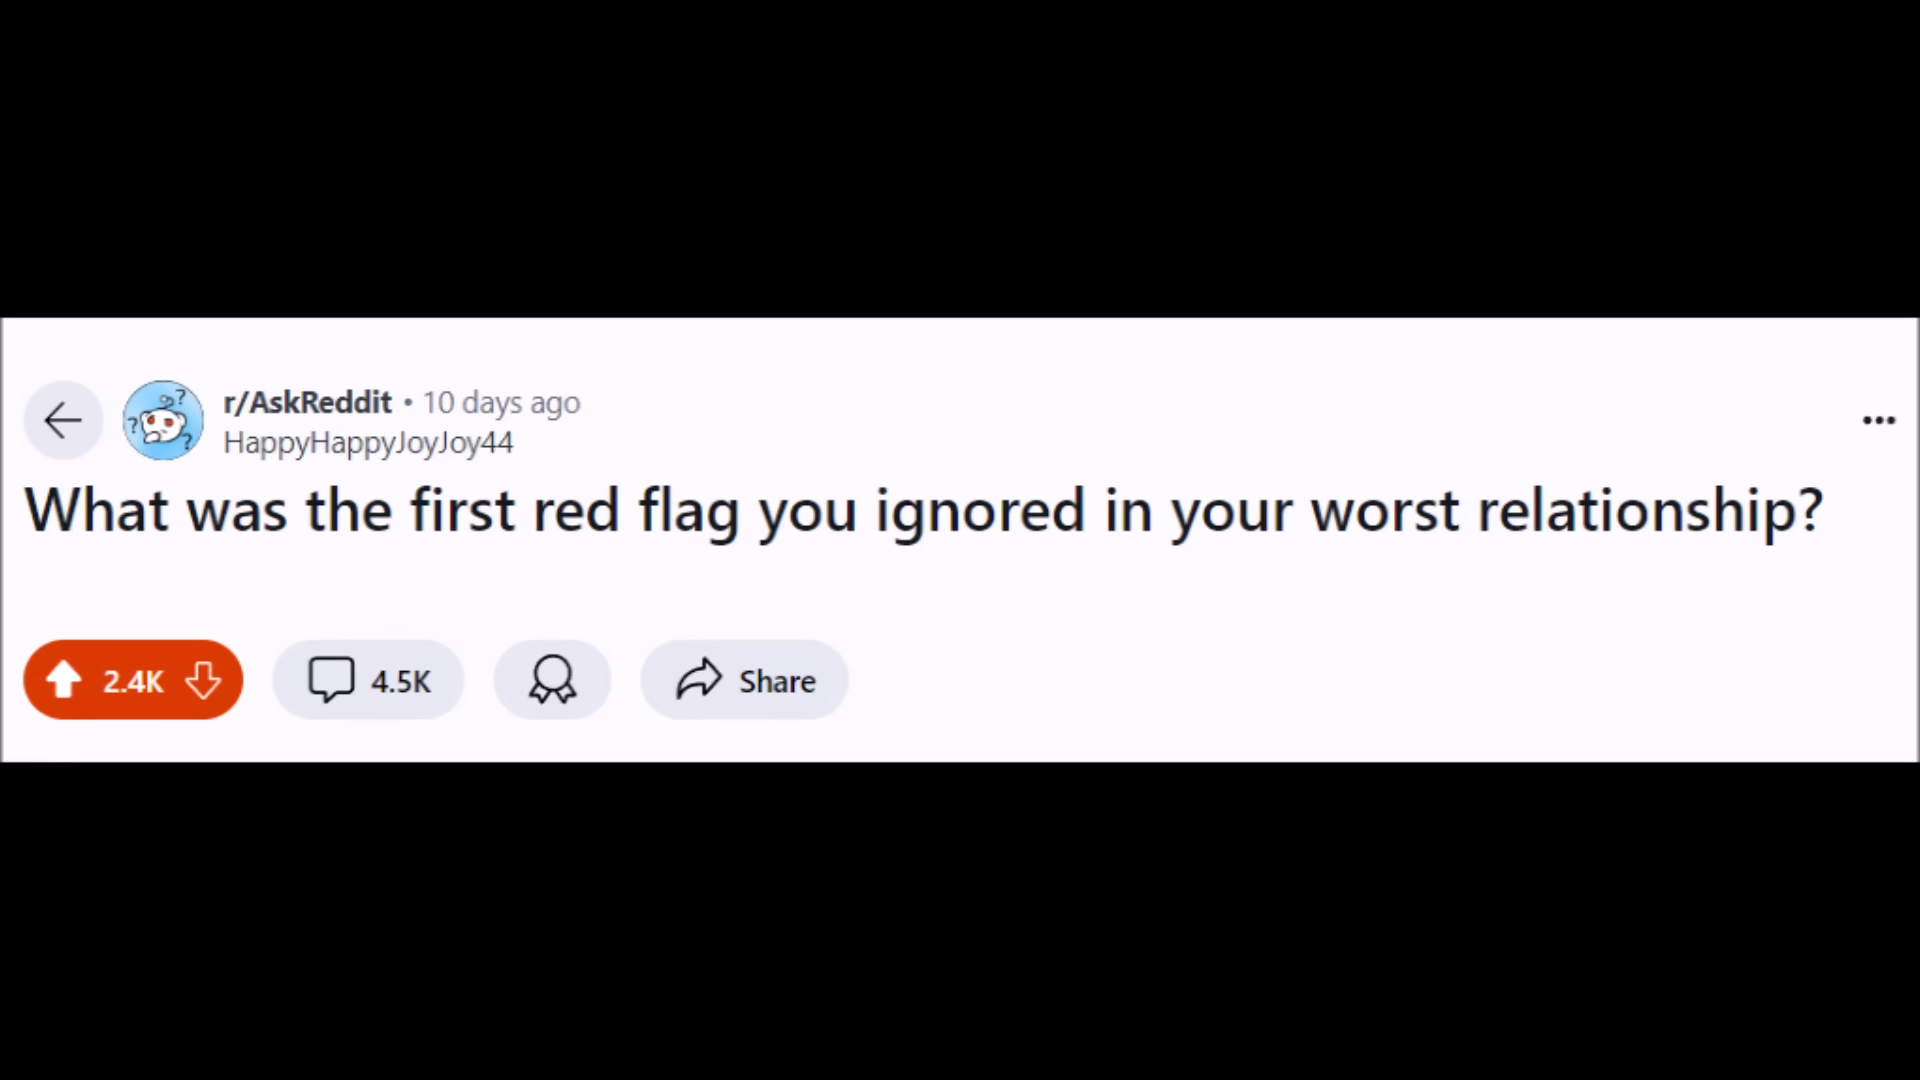 r/AskReddit • 10 days ago
HappyHappyJoyJoy44
What was the first red flag you ignored in your worst relationship?
2.4K 4.5K Share